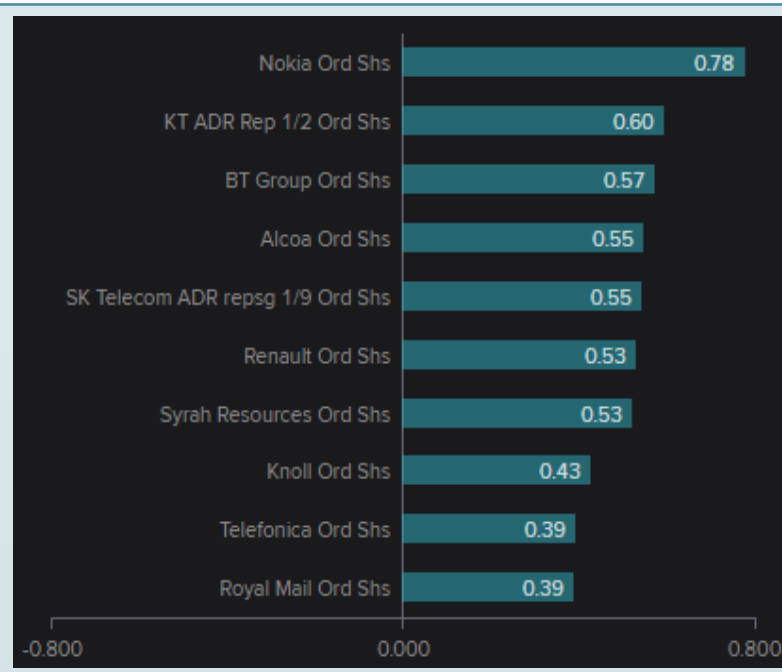 Nokia Ord Shs 0.78
KT ADR Rep 1/2 Ord Shs 0.60
BT Group Ord Shs 0.57
Alcoa Ord Shs 0.55
SK Telecom ADR repsg 1/9 Ord Shs 0.55
Renault Ord Shs 0.53
Syrah Resources Ord Shs 0.53
Knoll Ord Shs 0.43
Telefonica Ord Shs 0.39
Royal Mail Ord Shs 0.39
-0.800 0.000 0.800